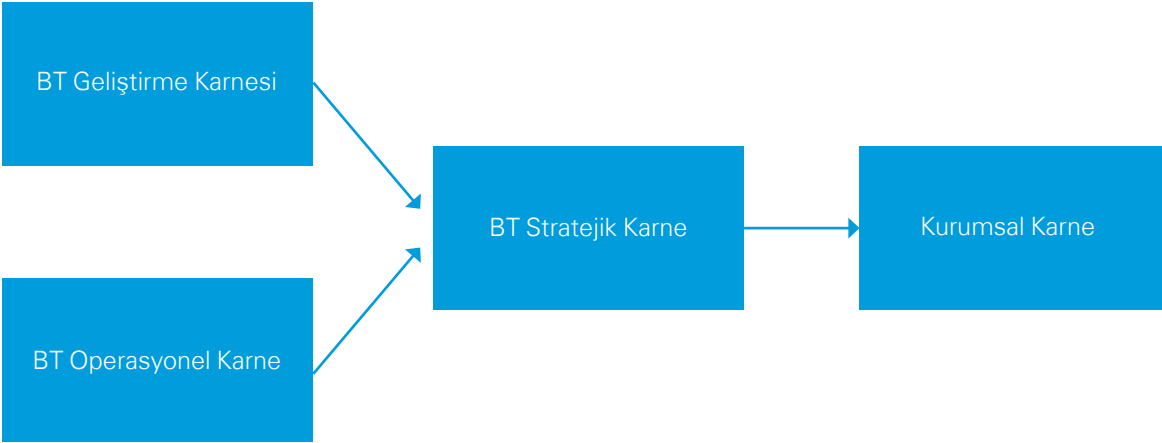 BT Geliştirme Karnesi
BT Operasyonel Karne
BT Stratejik Karne
Kurumsal Karne